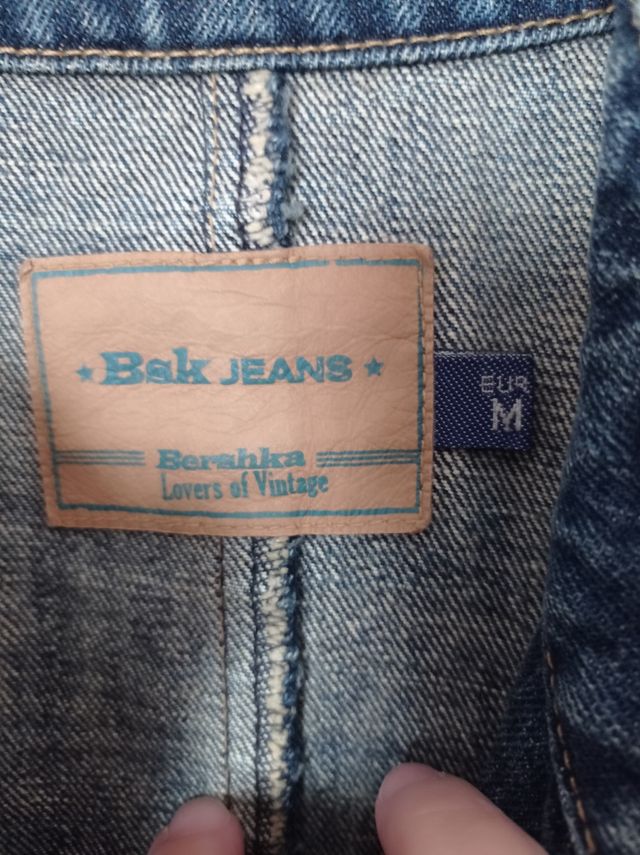 Bsk JEANS
EUR
M
Bershka
Lovers of Vintage